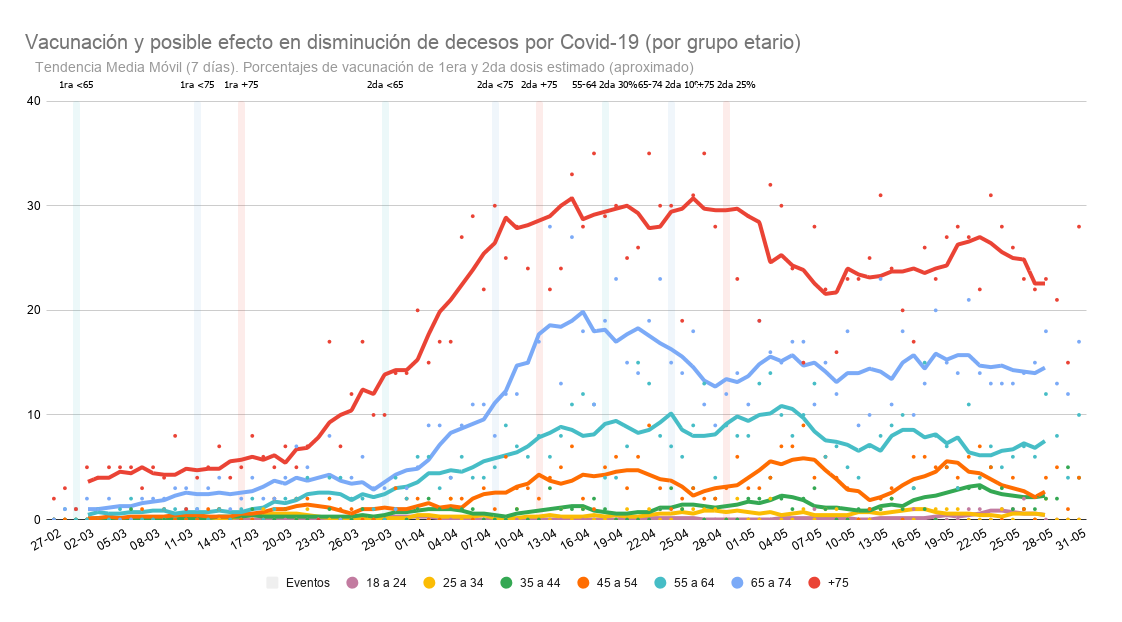 Vacunación y posible efecto en disminución de decesos por Covid-19 (por grupo etario)
Tendencia Media Móvil (7 días). Porcentajes de vacunación de 1era y 2da dosis estimado (aproximado)
1ra <65 1ra <75 1ra +75 2da <65 2da <75 2da +75 55-64 2da 30% 65-74 2da 10% +75 2da 25%
40
30
20
10
0
27-02 02-03 05-03 08-03 11-03 14-03 17-03 20-03 23-03 26-03 29-03 01-04 04-04 07-04 10-04 13-04 16-04 19-04 22-04 25-04 28-04 01-05 04-05 07-05 10-05 13-05 16-05 19-05 22-05 25-05 28-05 31-05
Eventos 18 a 24 25 a 34 35 a 44 45 a 54 55 a 64 65 a 74 +75